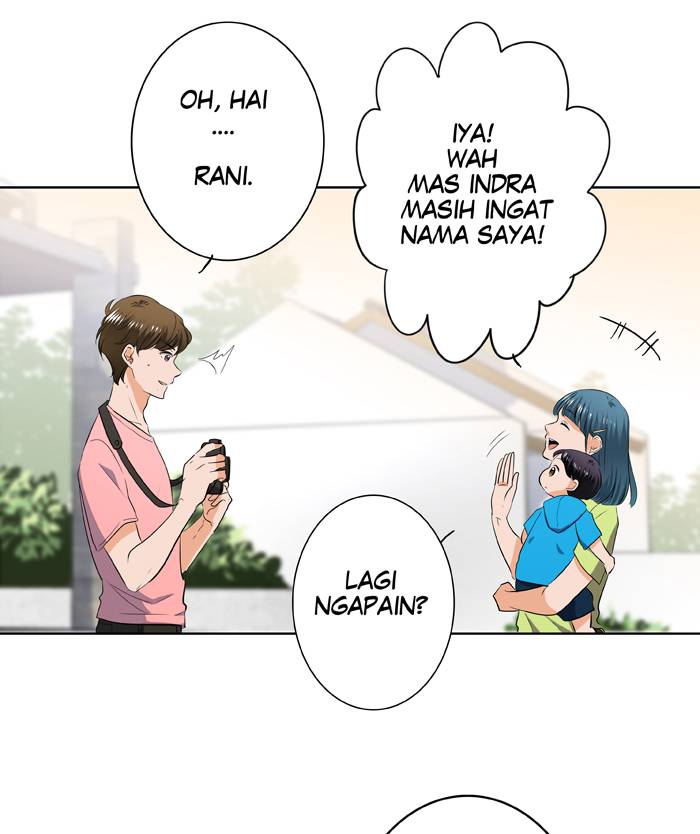 OH, HAI
....
RANI.
IYA!
WAH
MAS INDRA
MASIH INGAT
NAMA SAYA!
LAGI
NGAPAIN?